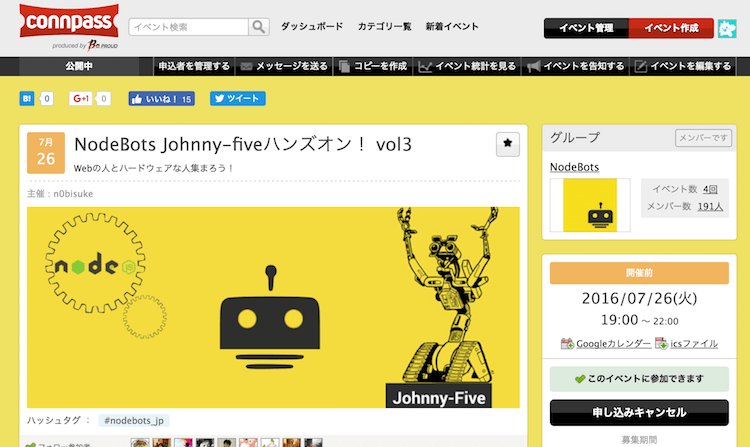 connpass
produced by BePROUD
イベント検索
ダッシュボード カテゴリ一覧 新着イベント
イベント管理 イベント作成
公開中 申込者を管理する メッセージを送る コピーを作成 イベント統計を見る イベントを告知する イベントを編集する
B! 0 G+1 0 いいね！ 15 ツイート
7月
26
NodeBots Johnny-fiveハンズオン！ vol3
Webの人とハードウェアな人集まろう！
主催：n0bisuke
node JS
Johnny-Five
ハッシュタグ ： #nodebots_jp
グループ メンバーです
NodeBots
イベント数 4回
メンバー数 191人
開催前
2016/07/26(火)
19:00 ～ 22:00
Googleカレンダー icsファイル
このイベントに参加できます
申し込みキャンセル
募集期間